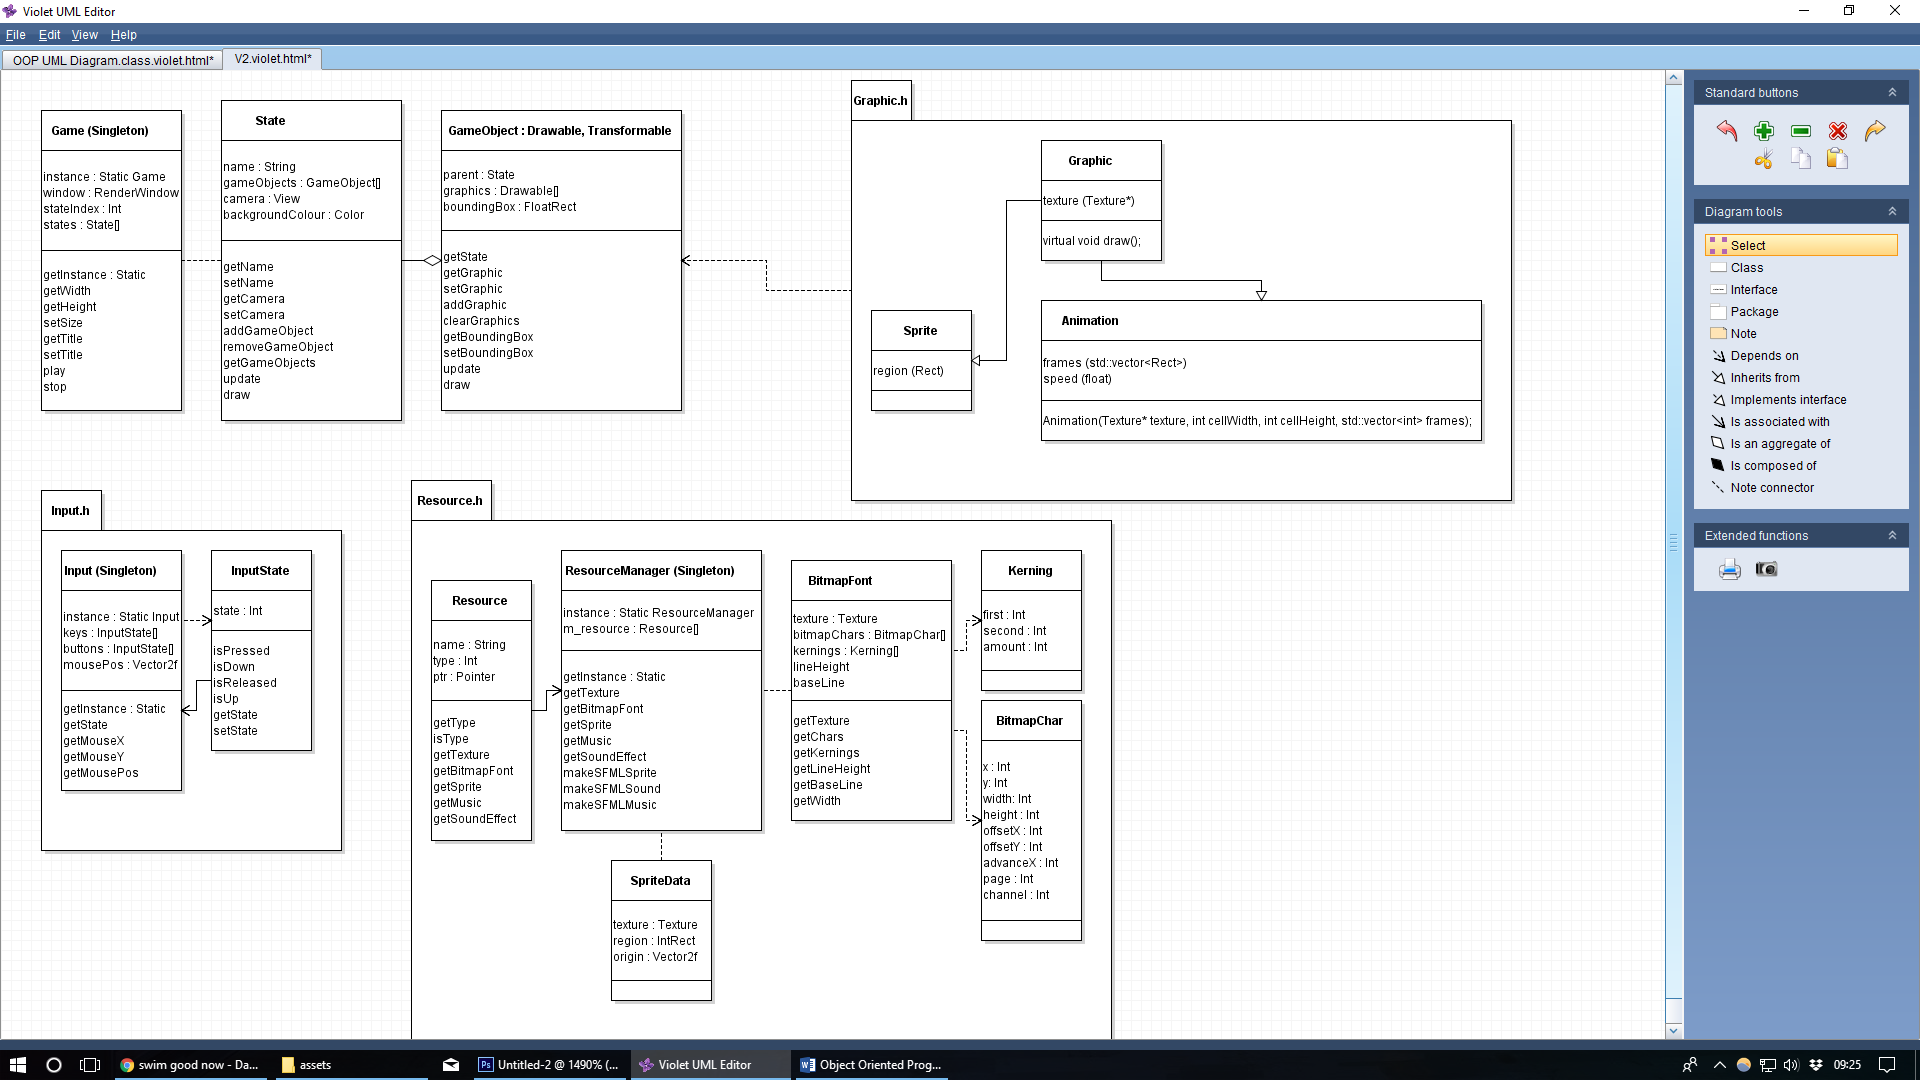 Violet UML Editor
File Edit View Help
OOP UML Diagram.class.violet.html*
V2.violet.html*
Game (Singleton)
instance : Static Game
window : RenderWindow
stateIndex : Int
states : State[]
getInstance : Static
getWidth
getHeight
setSize
getTitle
setTitle
play
stop
State
name : String
gameObjects : GameObject[]
camera : View
backgroundColour : Color
getName
setName
getCamera
setCamera
addGameObject
removeGameObject
getGameObjects
update
draw
GameObject : Drawable, Transformable
parent : State
graphics : Drawable[]
boundingBox : FloatRect
getState
getGraphic
setGraphic
addGraphic
clearGraphics
getBoundingBox
setBoundingBox
update
draw
Graphic.h
Graphic
texture (Texture*)
virtual void draw();
Sprite
region (Rect)
Animation
frames (std::vector<Rect>)
speed (float)
Animation(Texture* texture, int cellWidth, int cellHeight, std::vector<int> frames);
Input.h
Input (Singleton)
instance : Static Input
keys : InputState[]
buttons : InputState[]
mousePos : Vector2f
getInstance : Static
getState
getMouseX
getMouseY
getMousePos
InputState
state : Int
isPressed
isDown
isReleased
isUp
getState
setState
Resource.h
Resource
name : String
type : Int
ptr : Pointer
getType
isType
getTexture
getBitmapFont
getSprite
getMusic
getSoundEffect
ResourceManager (Singleton)
instance : Static ResourceManager
m_resource : Resource[]
getInstance : Static
getTexture
getBitmapFont
getSprite
getMusic
getSoundEffect
makeSFMLSprite
makeSFMLSound
makeSFMLMusic
BitmapFont
texture : Texture
bitmapChars : BitmapChar[]
kernings : Kerning[]
lineHeight
baseLine
getTexture
getChars
getKernings
getLineHeight
getBaseLine
getWidth
Kerning
first : Int
second : Int
amount : Int
BitmapChar
x : Int
y: Int
width: Int
height : Int
offsetX : Int
offsetY : Int
advanceX : Int
page : Int
channel : Int
SpriteData
texture : Texture
region : IntRect
origin : Vector2f
Standard buttons
Diagram tools
Select
Class
Interface
Package
Note
Depends on
Inherits from
Implements interface
Is associated with
Is an aggregate of
Is composed of
Note connector
Extended functions
swim good now - Da...
assets
Ps
Untitled-2 @ 1490% (...
Violet UML Editor
Object Oriented Prog...
09:25